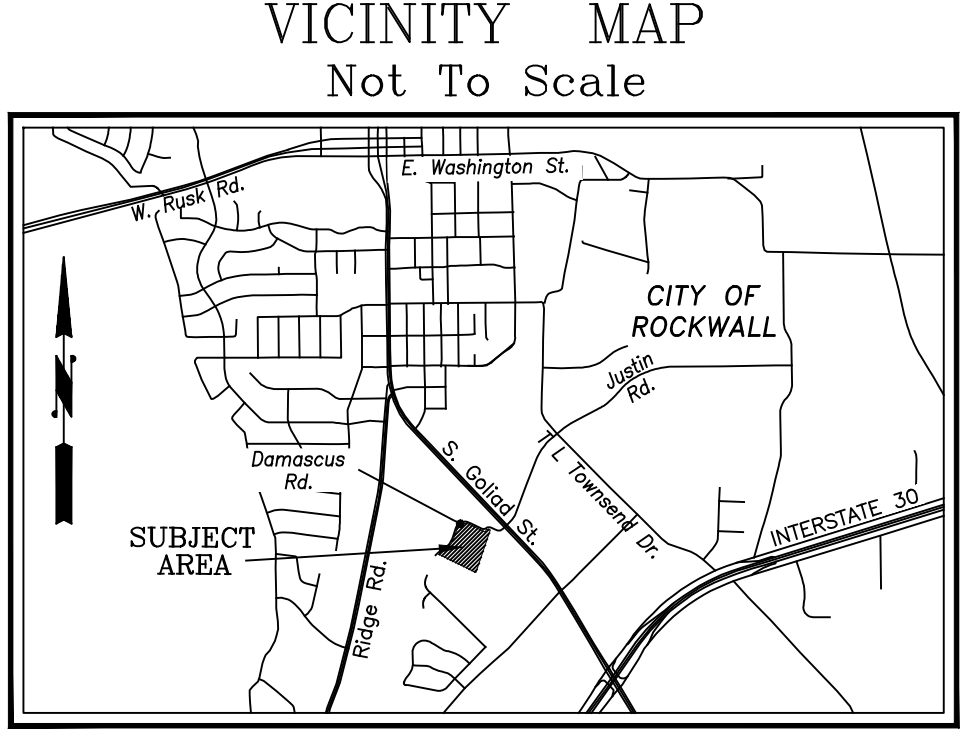 VICINITY MAP
Not To Scale
E. Washington St.
W. Rusk Rd.
CITY OF
ROCKWALL
Justin
Rd.
T L Townsend Dr.
S. Goliad St.
Damascus
Rd.
INTERSTATE 30
SUBJECT
AREA
Ridge Rd.
N